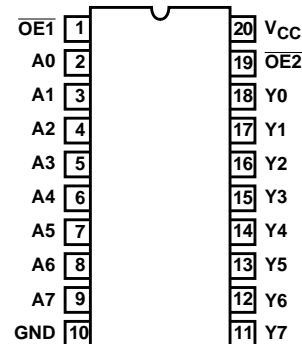 OE1 1 20 VCC
A0 2 19 OE2
A1 3 18 Y0
A2 4 17 Y1
A3 5 16 Y2
A4 6 15 Y3
A5 7 14 Y4
A6 8 13 Y5
A7 9 12 Y6
GND 10 11 Y7